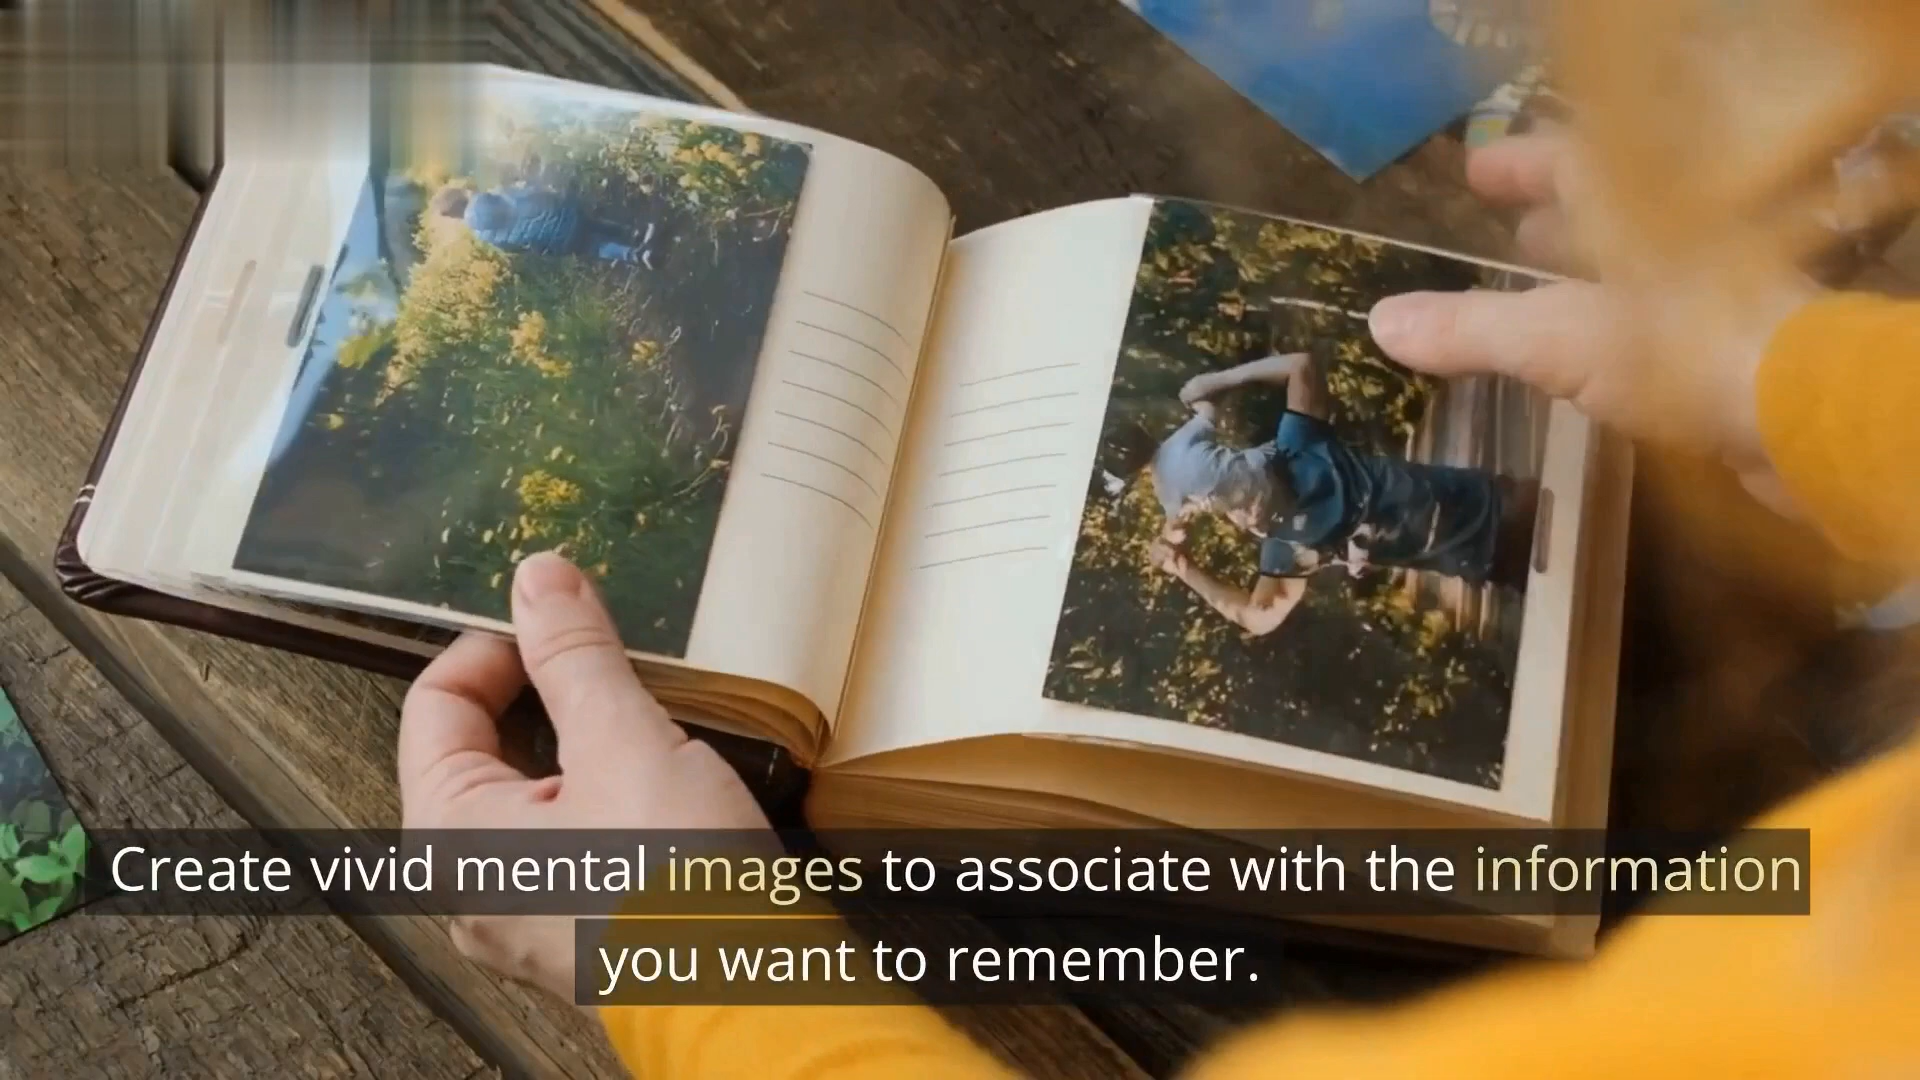 Create vivid mental images to associate with the information
you want to remember.